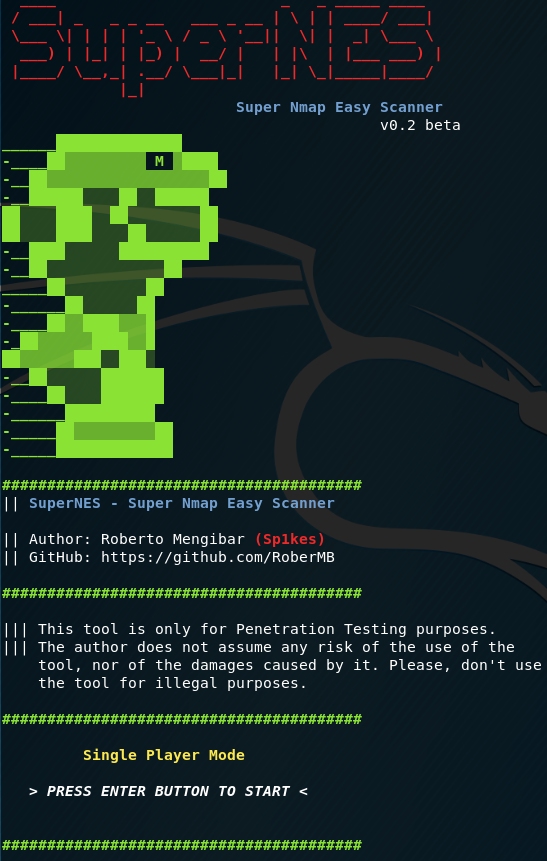 SuperNES
Super Nmap Easy Scanner
v0.2 beta
M
########################################
|| SuperNES - Super Nmap Easy Scanner
|| Author: Roberto Mengibar (Sp1kes)
|| GitHub: https://github.com/RoberMB
########################################
||| This tool is only for Penetration Testing purposes.
||| The author does not assume any risk of the use of the
tool, nor of the damages caused by it. Please, don't use
the tool for illegal purposes.
########################################
Single Player Mode
> PRESS ENTER BUTTON TO START <
########################################